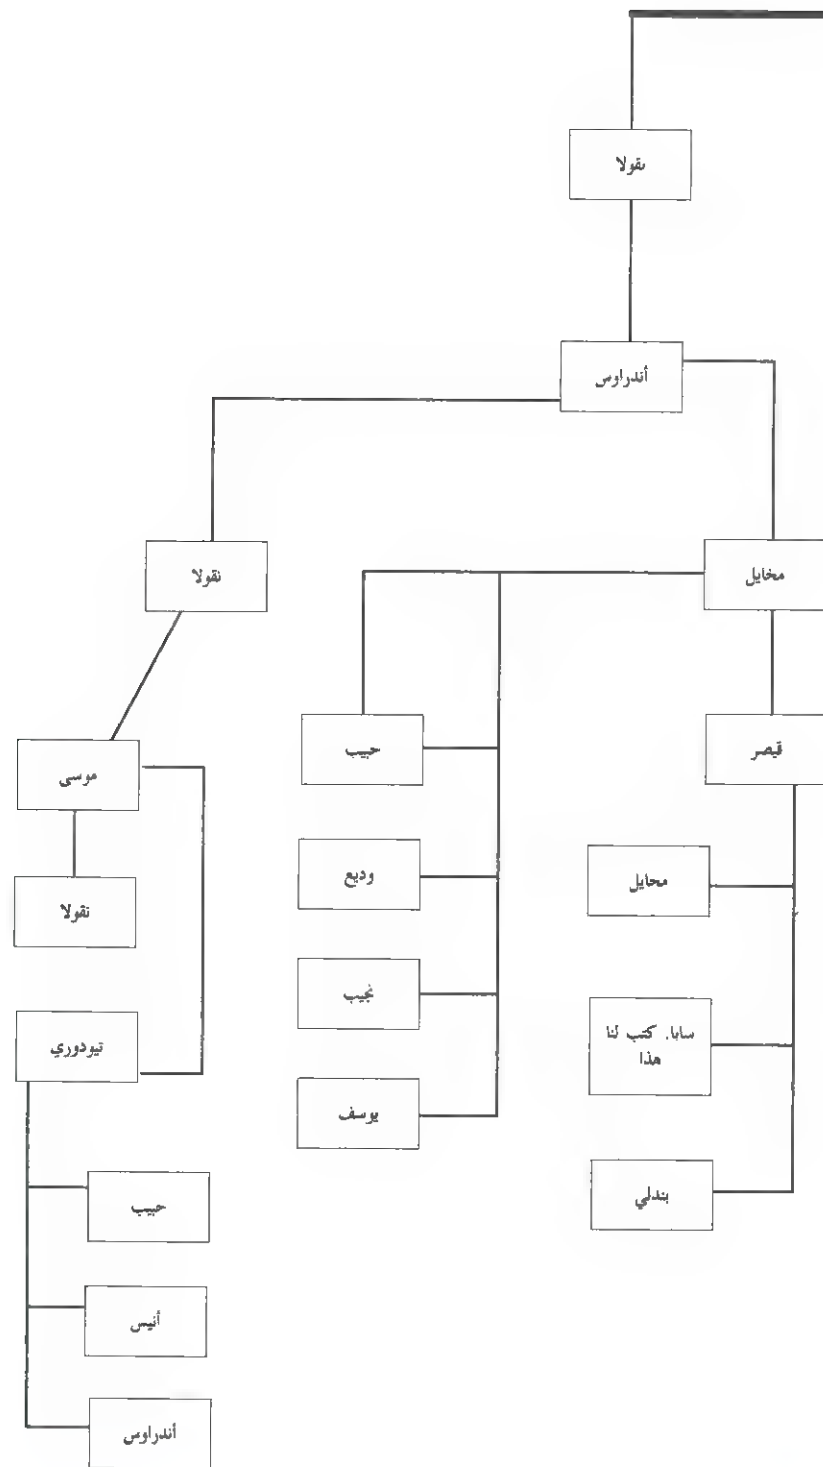 نقولا
أندراوس
مخايل
نقولا
قيصر
حبيب
موسى
مخايل
وديع
نقولا
سابا. كتب لنا
هذا
نجيب
تيودوري
يوسف
بندلي
حبيب
أنيس
أندراوس